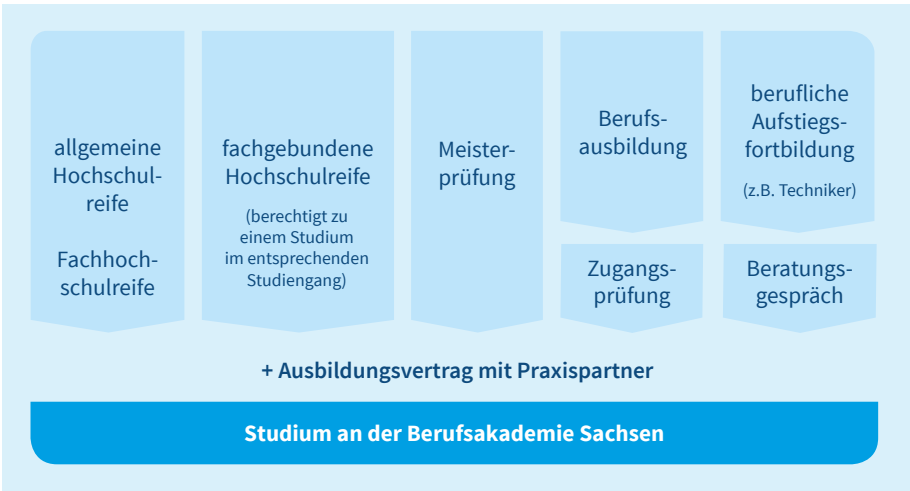 allgemeine
Hochschul-
reife
Fachhoch-
schulreife
fachgebundene
Hochschulreife
(berechtigt zu
einem Studium
im entsprechenden
Studiengang)
Meister-
prüfung
Berufs-
ausbildung
Zugangs-
prüfung
berufliche
Aufstiegs-
fortbildung
(z.B. Techniker)
Beratungs-
gespräch
+ Ausbildungsvertrag mit Praxispartner
Studium an der Berufsakademie Sachsen